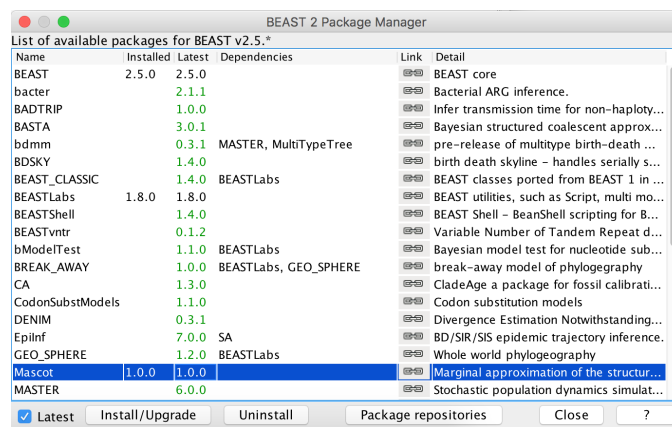 BEAST 2 Package Manager
List of available packages for BEAST v2.5.*
Name Installed Latest Dependencies Link Detail
BEAST 2.5.0 2.5.0 BEAST core
bacter 2.1.1 Bacterial ARG inference.
BADTRIP 1.0.0 Infer transmission time for non-haploty...
BASTA 3.0.1 Bayesian structured coalescent approx...
bdmm 0.3.1 MASTER, MultiTypeTree pre-release of multitype birth-death ...
BDSKY 1.4.0 birth death skyline - handles serially s...
BEAST_CLASSIC 1.4.0 BEASTLabs BEAST classes ported from BEAST 1 in ...
BEASTLabs 1.8.0 1.8.0 BEAST utilities, such as Script, multi mo...
BEASTShell 1.4.0 BEAST Shell - BeanShell scripting for B...
BEASTvntr 0.1.2 Variable Number of Tandem Repeat d...
bModelTest 1.1.0 BEASTLabs Bayesian model test for nucleotide sub...
BREAK_AWAY 1.0.0 BEASTLabs, GEO_SPHERE break-away model of phylogegraphy
CA 1.3.0 CladeAge a package for fossil calibrati...
CodonSubstModels 1.1.0 Codon substitution models
DENIM 0.3.1 Divergence Estimation Notwithstanding...
EpiInf 7.0.0 SA BD/SIR/SIS epidemic trajectory inference.
GEO_SPHERE 1.2.0 BEASTLabs Whole world phylogeography
Mascot 1.0.0 1.0.0 Marginal approximation of the structur...
MASTER 6.0.0 Stochastic population dynamics simulat...
Latest Install/Upgrade Uninstall Package repositories Close ?